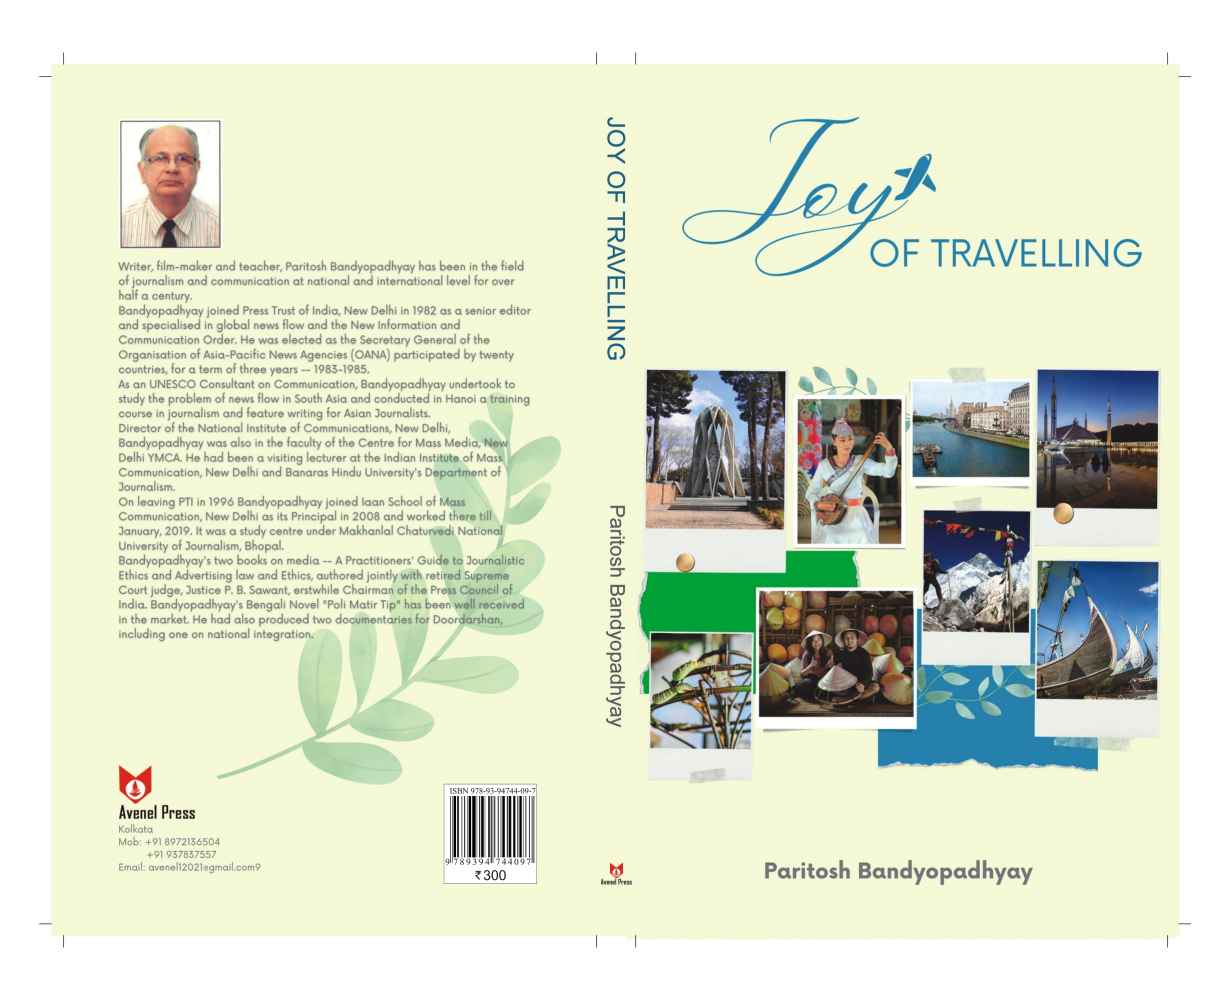 Writer, film-maker and teacher, Paritosh Bandyopadhyay has been in the field
of journalism and communication at national and international level for over
half a century.
Bandyopadhyay joined Press Trust of India, New Delhi in 1982 as a senior editor
and specialised in global news flow and the New Information and
Communication Order. He was elected as the Secretary General of the
Organisation of Asia-Pacific News Agencies (OANA) participated by twenty
countries, for a term of three years -- 1983-1985.
As an UNESCO Consultant on Communication, Bandyopadhyay undertook to
study the problem of news flow in South Asia and conducted in Hanoi a training
course in journalism and feature writing for Asian Journalists.
Director of the National Institute of Communications, New Delhi,
Bandyopadhyay was also in the faculty of the Centre for Mass Media, New
Delhi YMCA. He had been a visiting lecturer at the Indian Institute of Mass
Communication, New Delhi and Banaras Hindu University's Department of
Journalism.
On leaving PTI in 1996 Bandyopadhyay joined Iaan School of Mass
Communication, New Delhi as its Principal in 2008 and worked there till
January, 2019. It was a study centre under Makhanlal Chaturvedi National
University of Journalism, Bhopal.
Bandyopadhyay's two books on media -- A Practitioners' Guide to Journalistic
Ethics and Advertising law and Ethics, authored jointly with retired Supreme
Court judge, Justice P. B. Sawant, erstwhile Chairman of the Press Council of
India. Bandyopadhyay's Bengali Novel "Poli Matir Tip" has been well received
in the market. He had also produced two documentaries for Doordarshan,
including one on national integration.
Avenel Press
Kolkata
Mob: +91 8972136504
+91 937837557
Email: avenel12021@gmail.com9
ISBN 978-93-94744-09-7
9 789394 744097
₹300
JOY OF TRAVELLING
Paritosh Bandyopadhyay
Avenel Press
Joy
OF TRAVELLING
Paritosh Bandyopadhyay